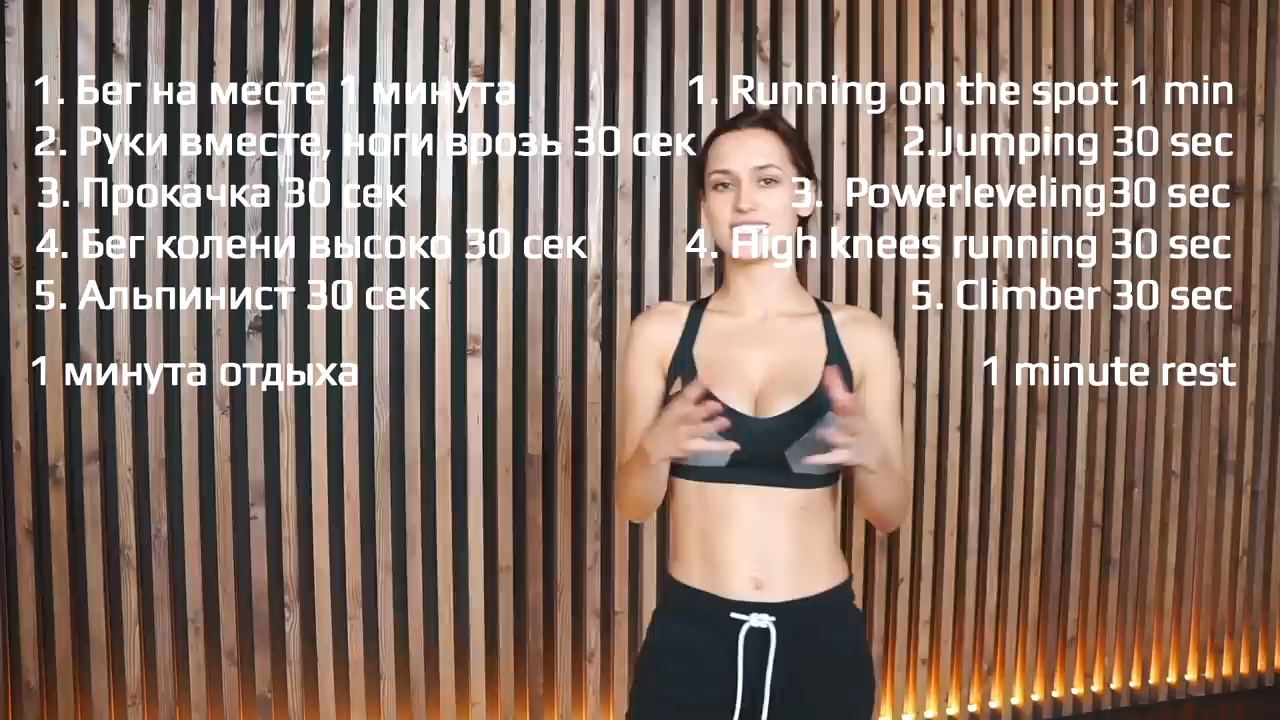 1. Бег на месте 1 минута
2. Руки вместе, ноги врозь 30 сек
3. Прокачка 30 сек
4. Бег колени высоко 30 сек
5. Альпинист 30 сек
1 минута отдыха
1. Running on the spot 1 min
2.Jumping 30 sec
3. Powerleveling30 sec
4. High knees running 30 sec
5. Climber 30 sec
1 minute rest